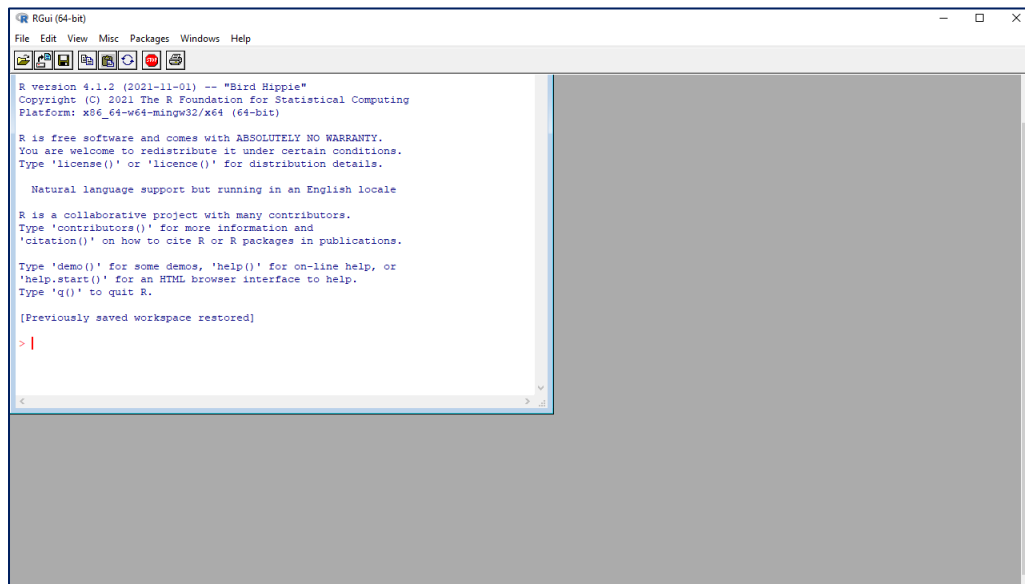 RGui (64-bit)
File Edit View Misc Packages Windows Help
STOP
R version 4.1.2 (2021-11-01) -- "Bird Hippie"
Copyright (C) 2021 The R Foundation for Statistical Computing
Platform: x86_64-w64-mingw32/x64 (64-bit)
R is free software and comes with ABSOLUTELY NO WARRANTY.
You are welcome to redistribute it under certain conditions.
Type 'license()' or 'licence()' for distribution details.
Natural language support but running in an English locale
R is a collaborative project with many contributors.
Type 'contributors()' for more information and
'citation()' on how to cite R or R packages in publications.
Type 'demo()' for some demos, 'help()' for on-line help, or
'help.start()' for an HTML browser interface to help.
Type 'q()' to quit R.
[Previously saved workspace restored]
>